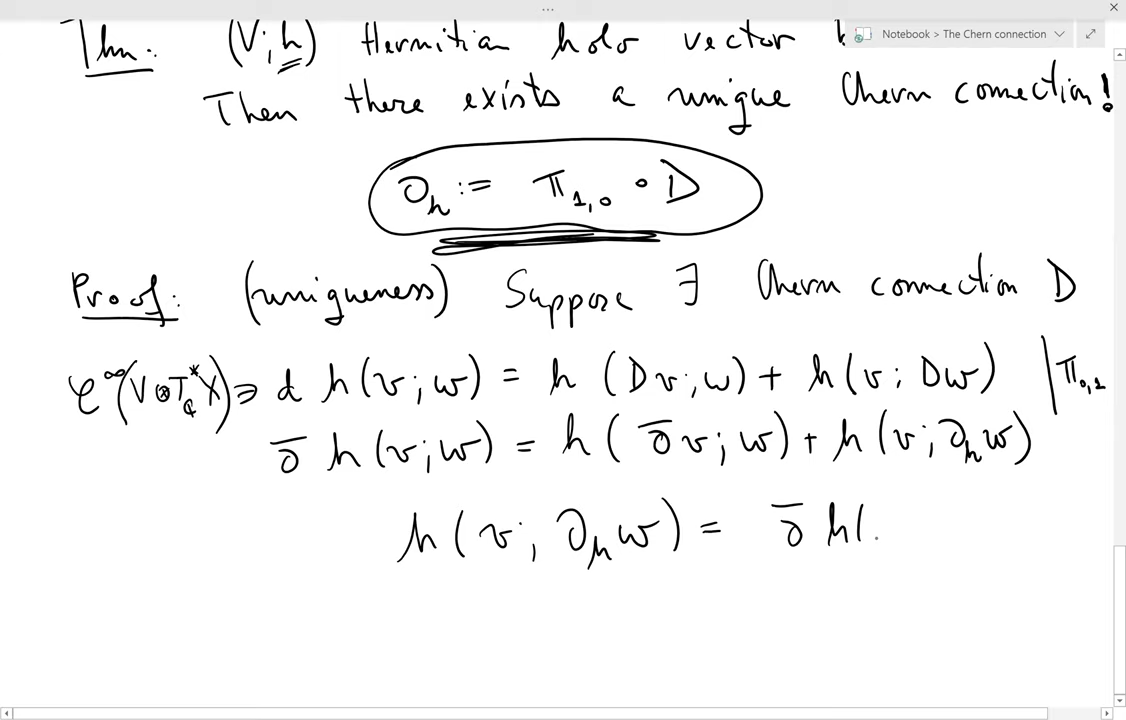 Notebook > The Chern connection
Thm: (V; h) Hermitian holo vector
Then there exists a unique Chern connection!
∂_h := π_{1,0} ∘ D
Proof: (uniqueness) Suppose ∃ Chern connection D
𝒞^∞(V⊗T*_ℂ X) ⇒ d h(v; w) = h(Dv; w) + h(v; Dw) | π_{0,1}
∂̄ h(v; w) = h(∂̄v; w) + h(v; ∂_h w)
h(v; ∂_h w) = ∂̄ h(